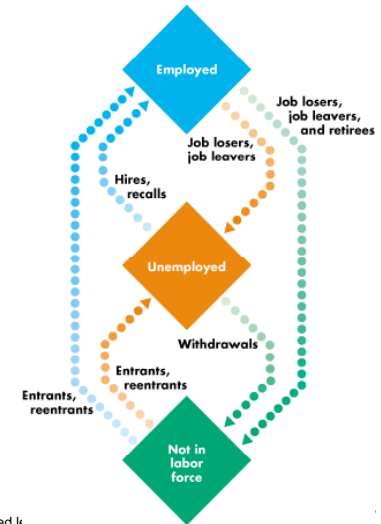 Employed
Job losers,
job leavers,
and retirees
Job losers,
job leavers
Hires,
recalls
Unemployed
Withdrawals
Entrants,
reentrants
Entrants,
reentrants
Not in
labor
force